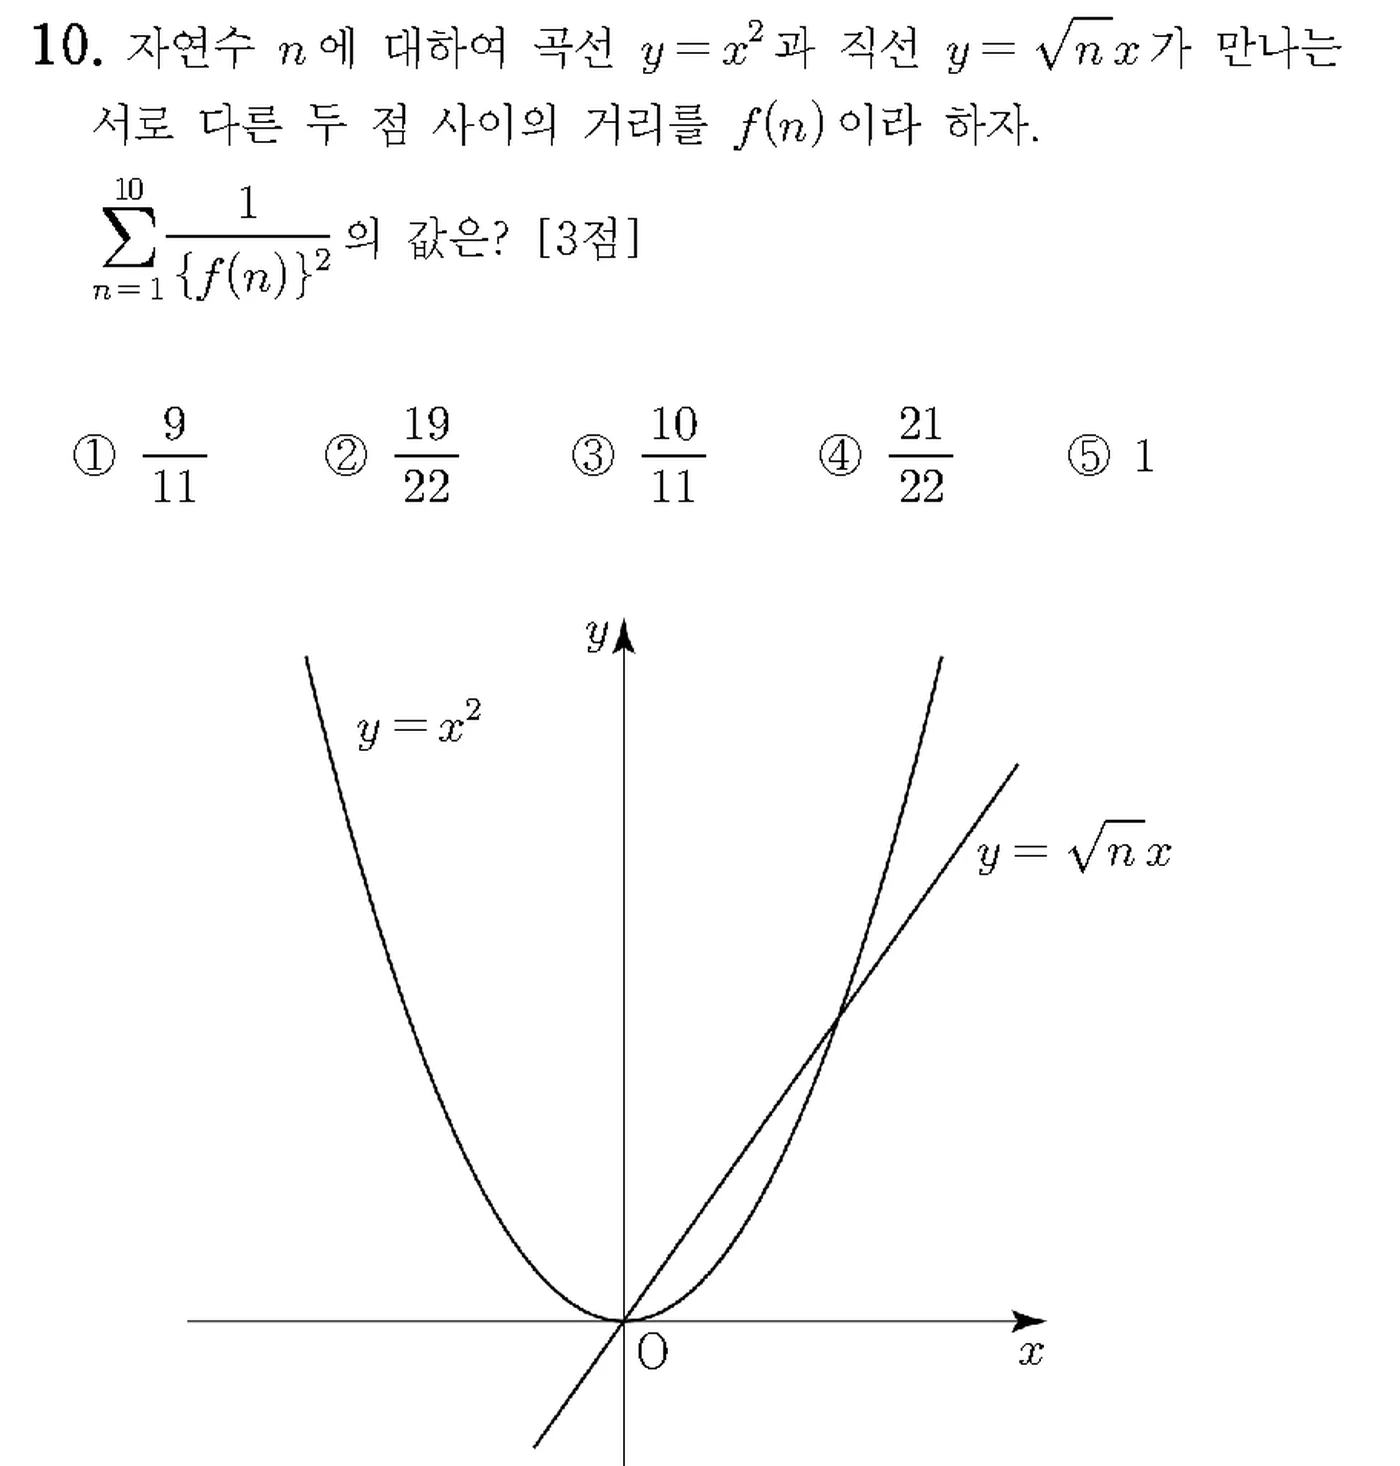 10. 자연수 n에 대하여 곡선 y=x²과 직선 y=√n x가 만나는
서로 다른 두 점 사이의 거리를 f(n)이라 하자.
∑_{n=1}^{10} 1/{f(n)}²의 값은? [3점]
① 9/11 ② 19/22 ③ 10/11 ④ 21/22 ⑤ 1
y
y=x²
y=√n x
O
x